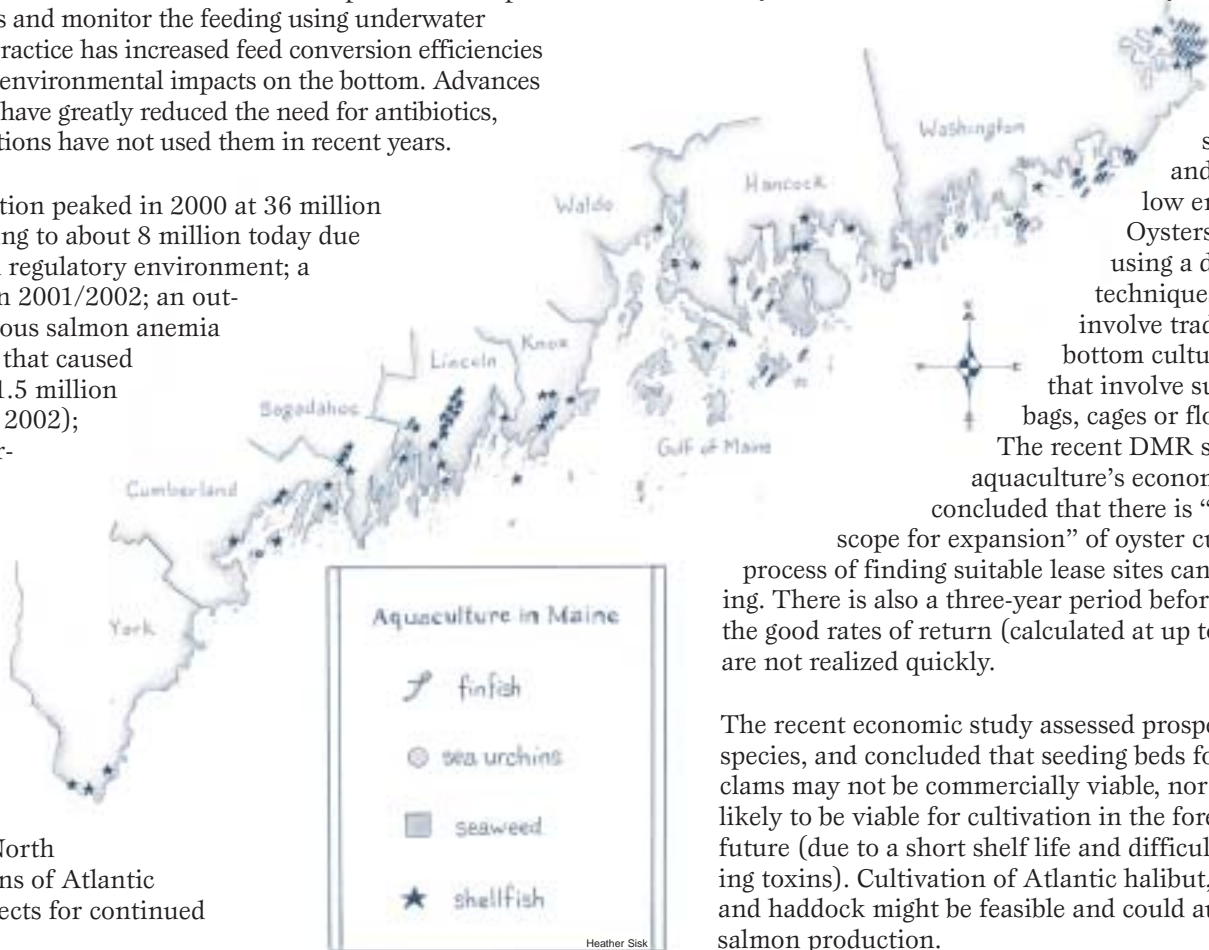 s and monitor the feeding using underwater
ractice has increased feed conversion efficiencies
environmental impacts on the bottom. Advances
have greatly reduced the need for antibiotics,
tions have not used them in recent years.
tion peaked in 2000 at 36 million
ing to about 8 million today due
regulatory environment; a
n 2001/2002; an out-
ous salmon anemia
that caused
1.5 million
2002);
r-
North
ns of Atlantic
ects for continued
Washington
Hancock
Waldo
Knox
Lincoln
Sagadahoc
Cumberland
York
Gulf of Maine
Aquaculture in Maine
finfish
sea urchins
seaweed
shellfish
Heather Sisk
s
and
low er
Oysters
using a d
technique
involve trad
bottom cultu
that involve su
bags, cages or flo
The recent DMR s
aquaculture’s econom
concluded that there is “
scope for expansion” of oyster cu
process of finding suitable lease sites can
ing. There is also a three-year period befor
the good rates of return (calculated at up to
are not realized quickly.
The recent economic study assessed prospe
species, and concluded that seeding beds fo
clams may not be commercially viable, nor
likely to be viable for cultivation in the fore
future (due to a short shelf life and difficul
ing toxins). Cultivation of Atlantic halibut,
and haddock might be feasible and could au
salmon production.